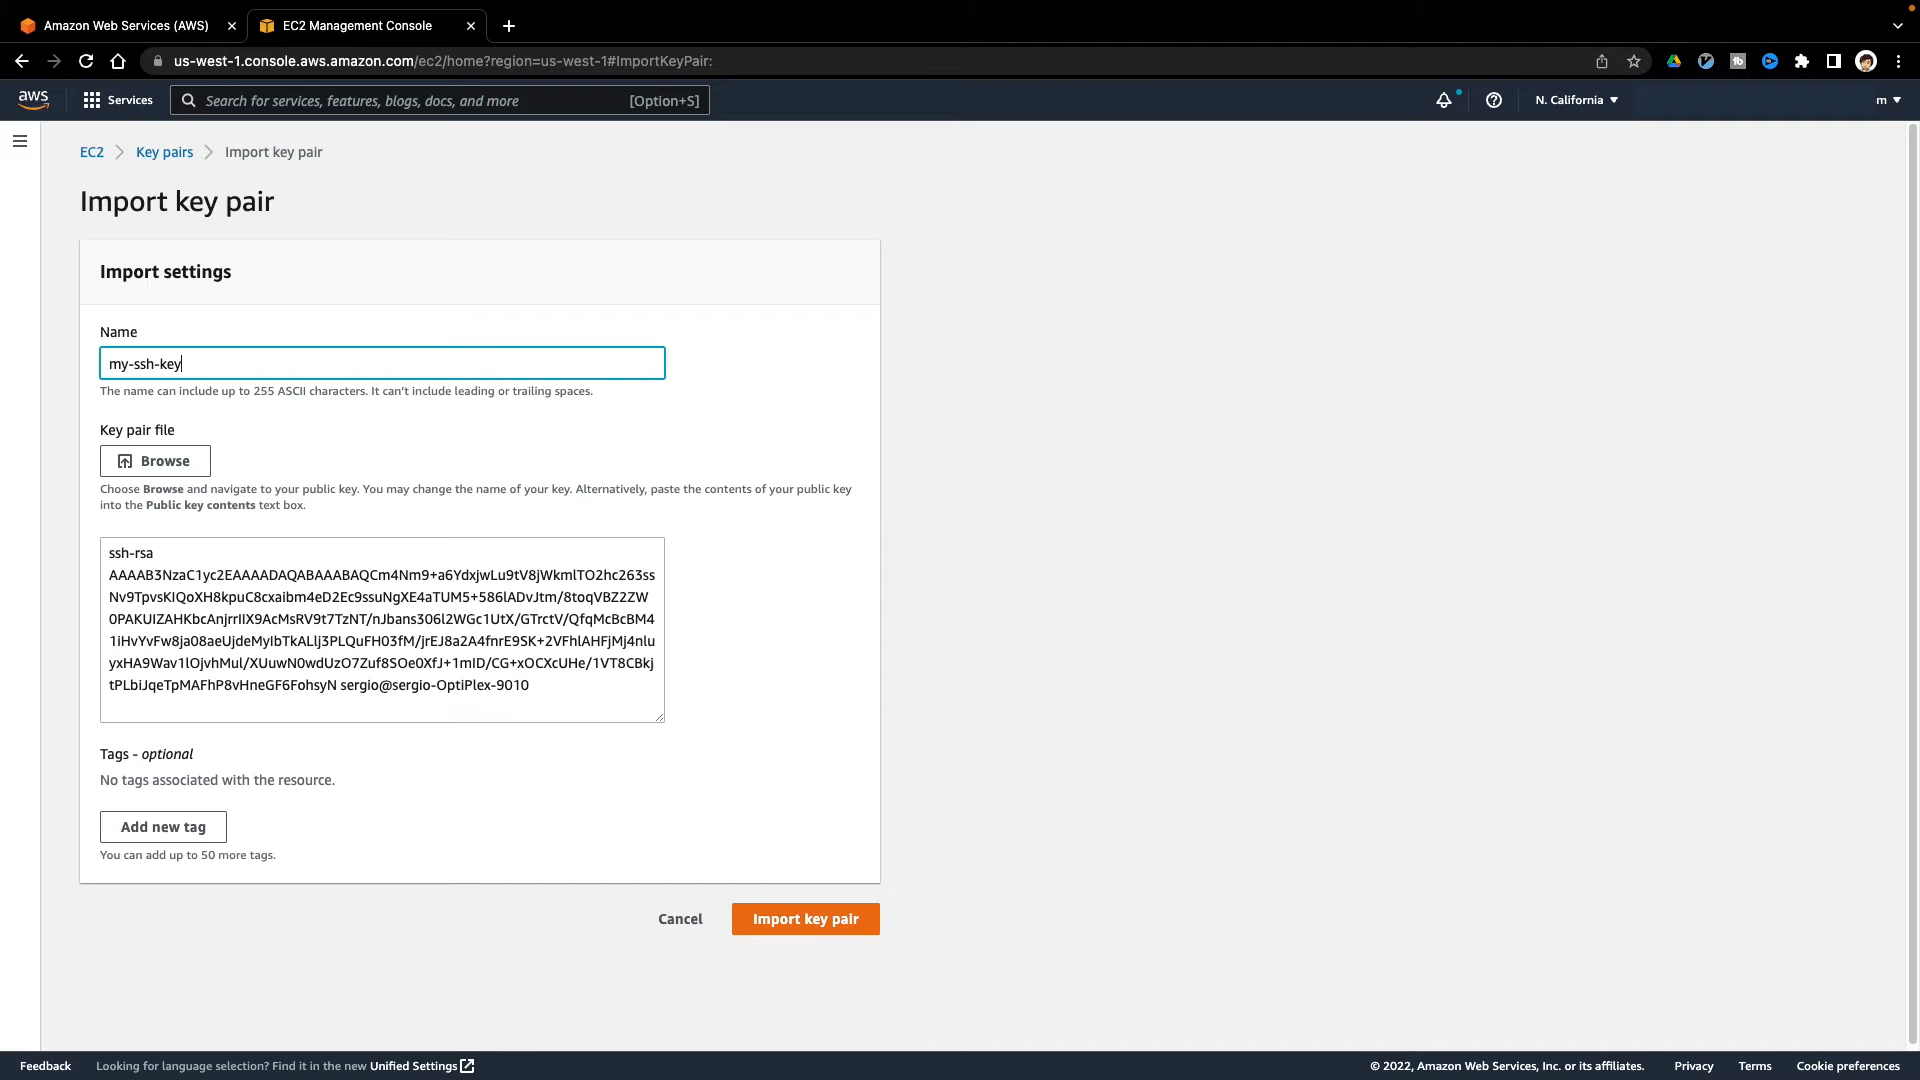 Amazon Web Services (AWS)
EC2 Management Console
us-west-1.console.aws.amazon.com/ec2/home?region=us-west-1#ImportKeyPair:
aws
Services
Search for services, features, blogs, docs, and more
[Option+S]
N. California
m
EC2
Key pairs
Import key pair
Import key pair
Import settings
Name
my-ssh-key
The name can include up to 255 ASCII characters. It can't include leading or trailing spaces.
Key pair file
Browse
Choose Browse and navigate to your public key. You may change the name of your key. Alternatively, paste the contents of your public key
into the Public key contents text box.
ssh-rsa
AAAAB3NzaC1yc2EAAAADAQABAAABAQCm4Nm9+a6YdxjwLu9tV8jWkmlTO2hc263ss
Nv9TpvsKIQoXH8kpuC8cxaibm4eD2Ec9ssuNgXE4aTUM5+586lADvJtm/8toqVBZ2ZW
0PAKUIZAHKbcAnjrrIIX9AcMsRV9t7TzNT/nJbans306l2WGc1UtX/GTrctV/QfqMcBcBM4
1iHvYvFw8ja08aeUjdeMyIbTkALlj3PLQuFH03fM/jrEJ8a2A4fnrE9SK+2VFhlAHFjMj4nlu
yxHA9Wav1lOjvhMul/XUuwN0wdUzO7Zuf8SOe0XfJ+1mID/CG+xOCXcUHe/1VT8CBkj
tPLbiJqeTpMAFhP8vHneGF6FohsyN sergio@sergio-OptiPlex-9010
Tags - optional
No tags associated with the resource.
Add new tag
You can add up to 50 more tags.
Cancel
Import key pair
Feedback
Looking for language selection? Find it in the new Unified Settings
© 2022, Amazon Web Services, Inc. or its affiliates.
Privacy
Terms
Cookie preferences